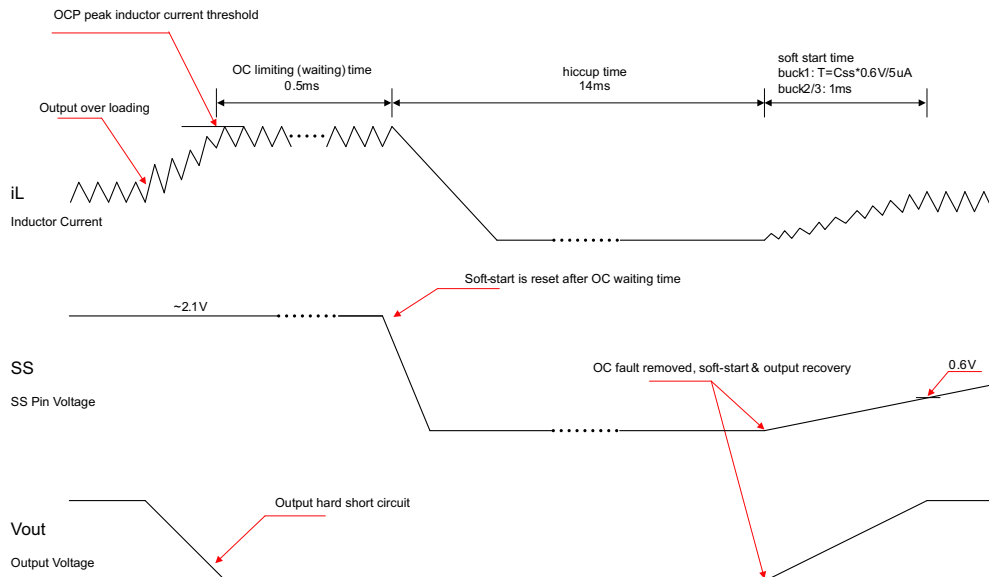 OCP peak inductor current threshold
OC limiting (waiting) time
0.5ms
hiccup time
14ms
soft start time
buck1: T=Css*0.6V/5uA
buck2/3: 1ms
Output over loading
iL
Inductor Current
Soft-start is reset after OC waiting time
~2.1V
SS
SS Pin Voltage
OC fault removed, soft-start & output recovery
0.6V
Output hard short circuit
Vout
Output Voltage